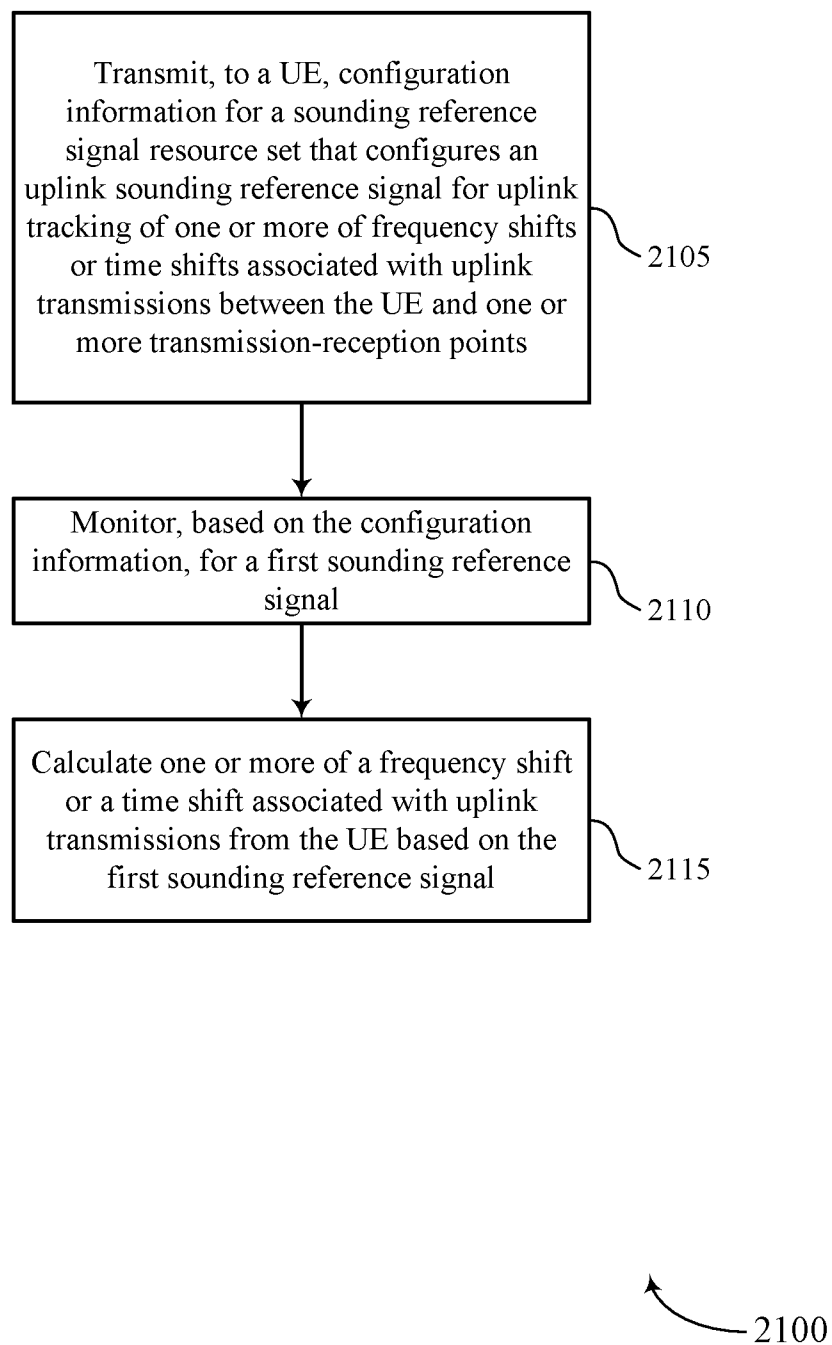 Transmit, to a UE, configuration
information for a sounding reference
signal resource set that configures an
uplink sounding reference signal for uplink
tracking of one or more of frequency shifts
or time shifts associated with uplink
transmissions between the UE and one or
more transmission-reception points
2105
Monitor, based on the configuration
information, for a first sounding reference
signal
2110
Calculate one or more of a frequency shift
or a time shift associated with uplink
transmissions from the UE based on the
first sounding reference signal
2115
2100